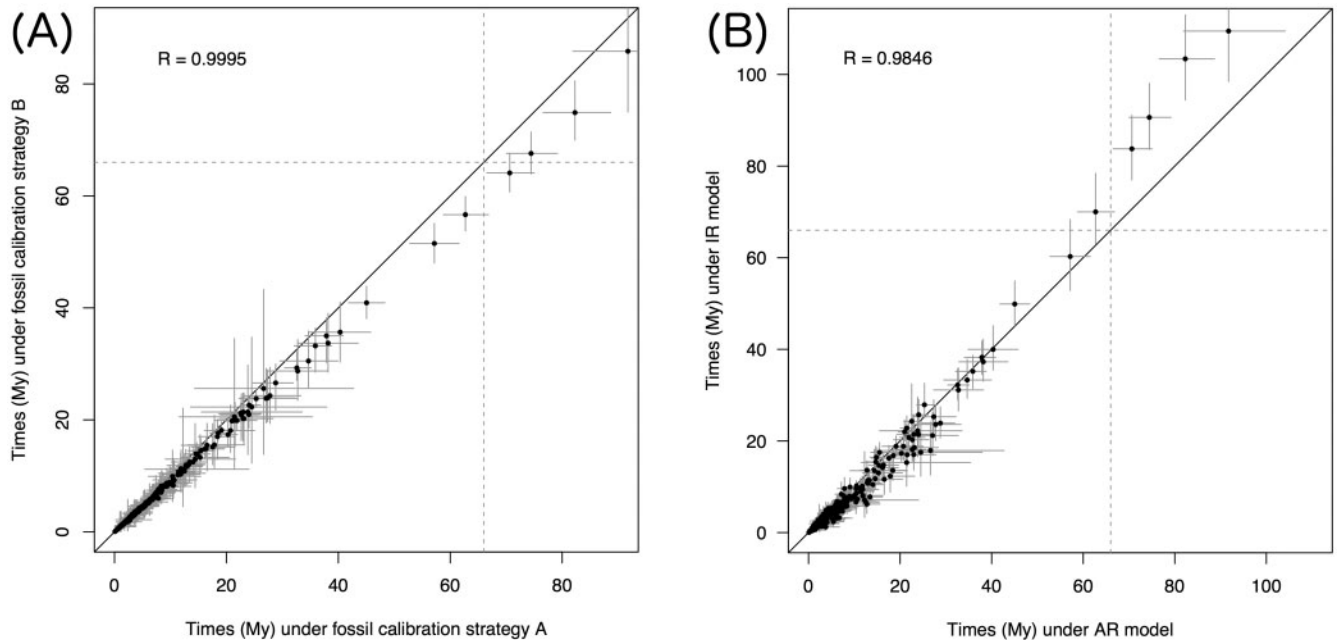 (A)
R = 0.9995
Times (My) under fossil calibration strategy B
80
60
40
20
0
0 20 40 60 80
Times (My) under fossil calibration strategy A
(B)
R = 0.9846
Times (My) under IR model
100
80
60
40
20
0
0 20 40 60 80 100
Times (My) under AR model